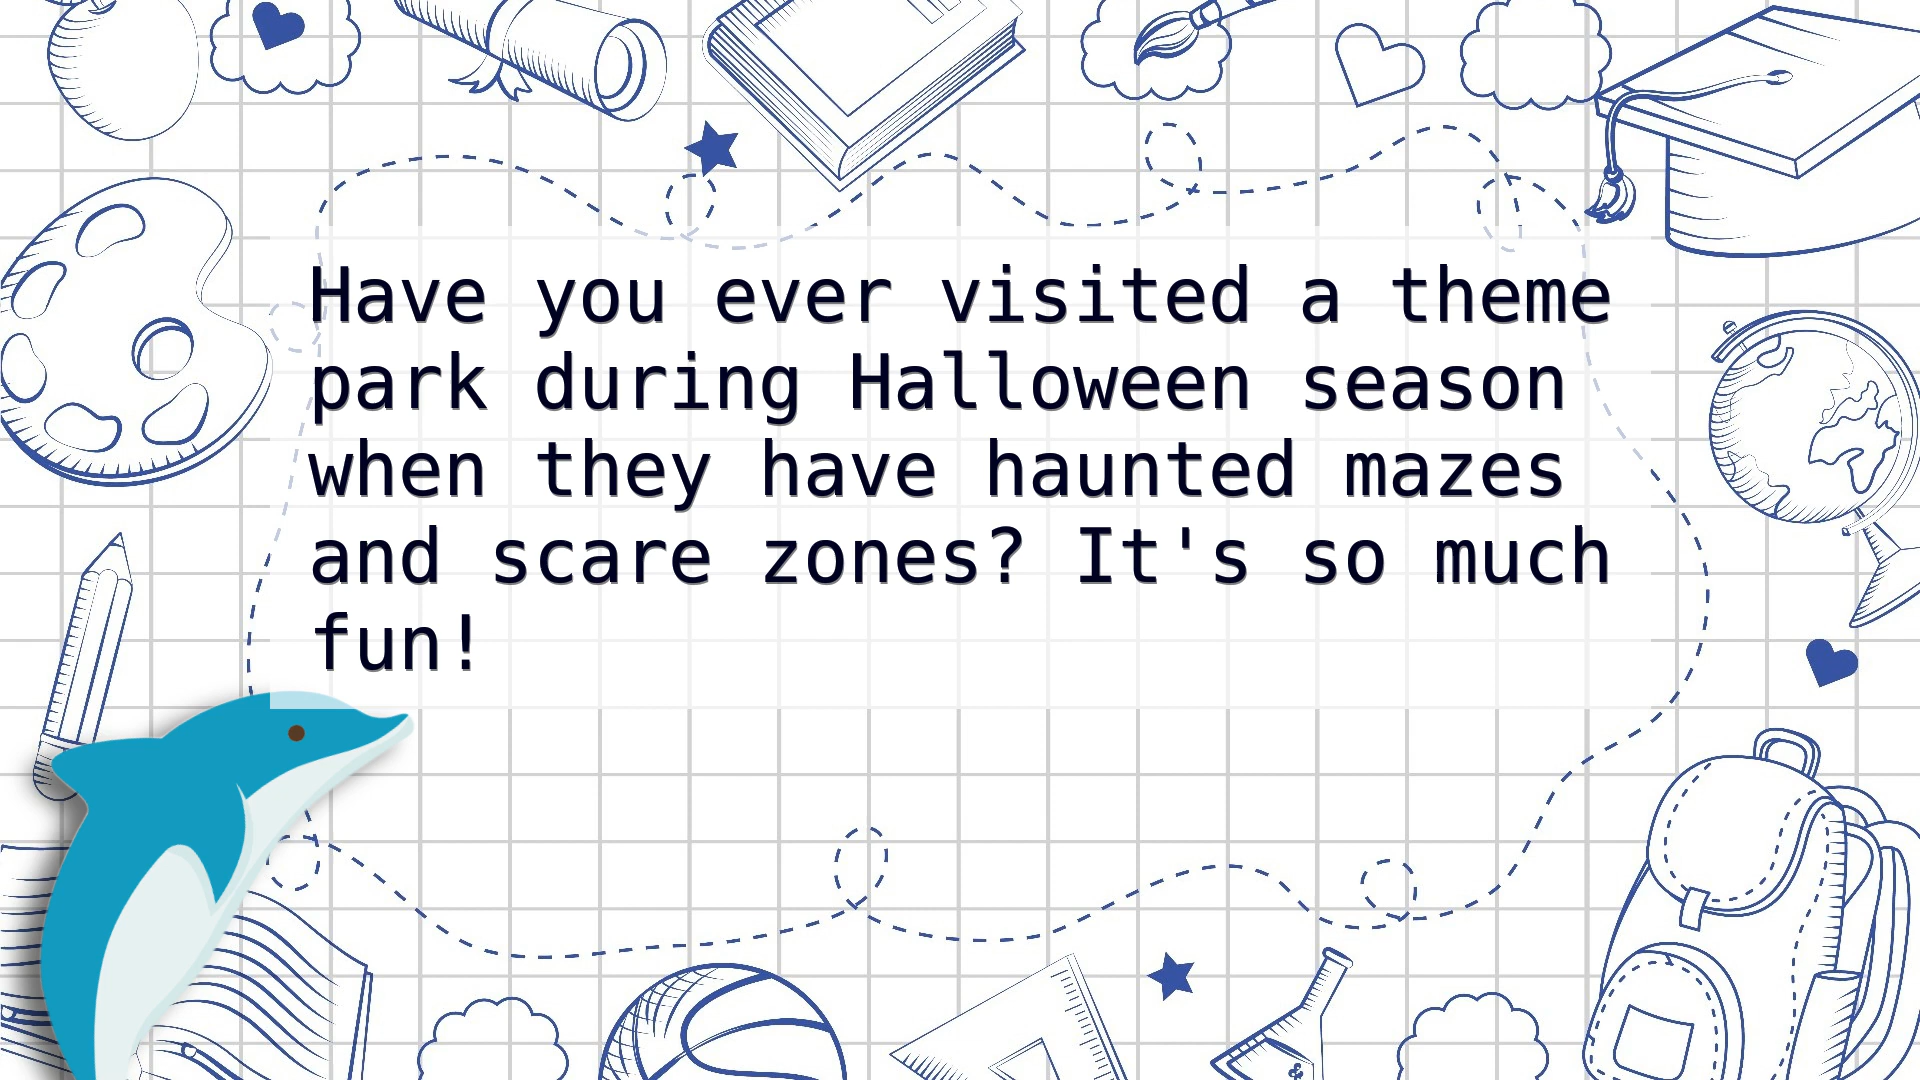 Have you ever visited a theme
park during Halloween season
when they have haunted mazes
and scare zones? It's so much
fun!